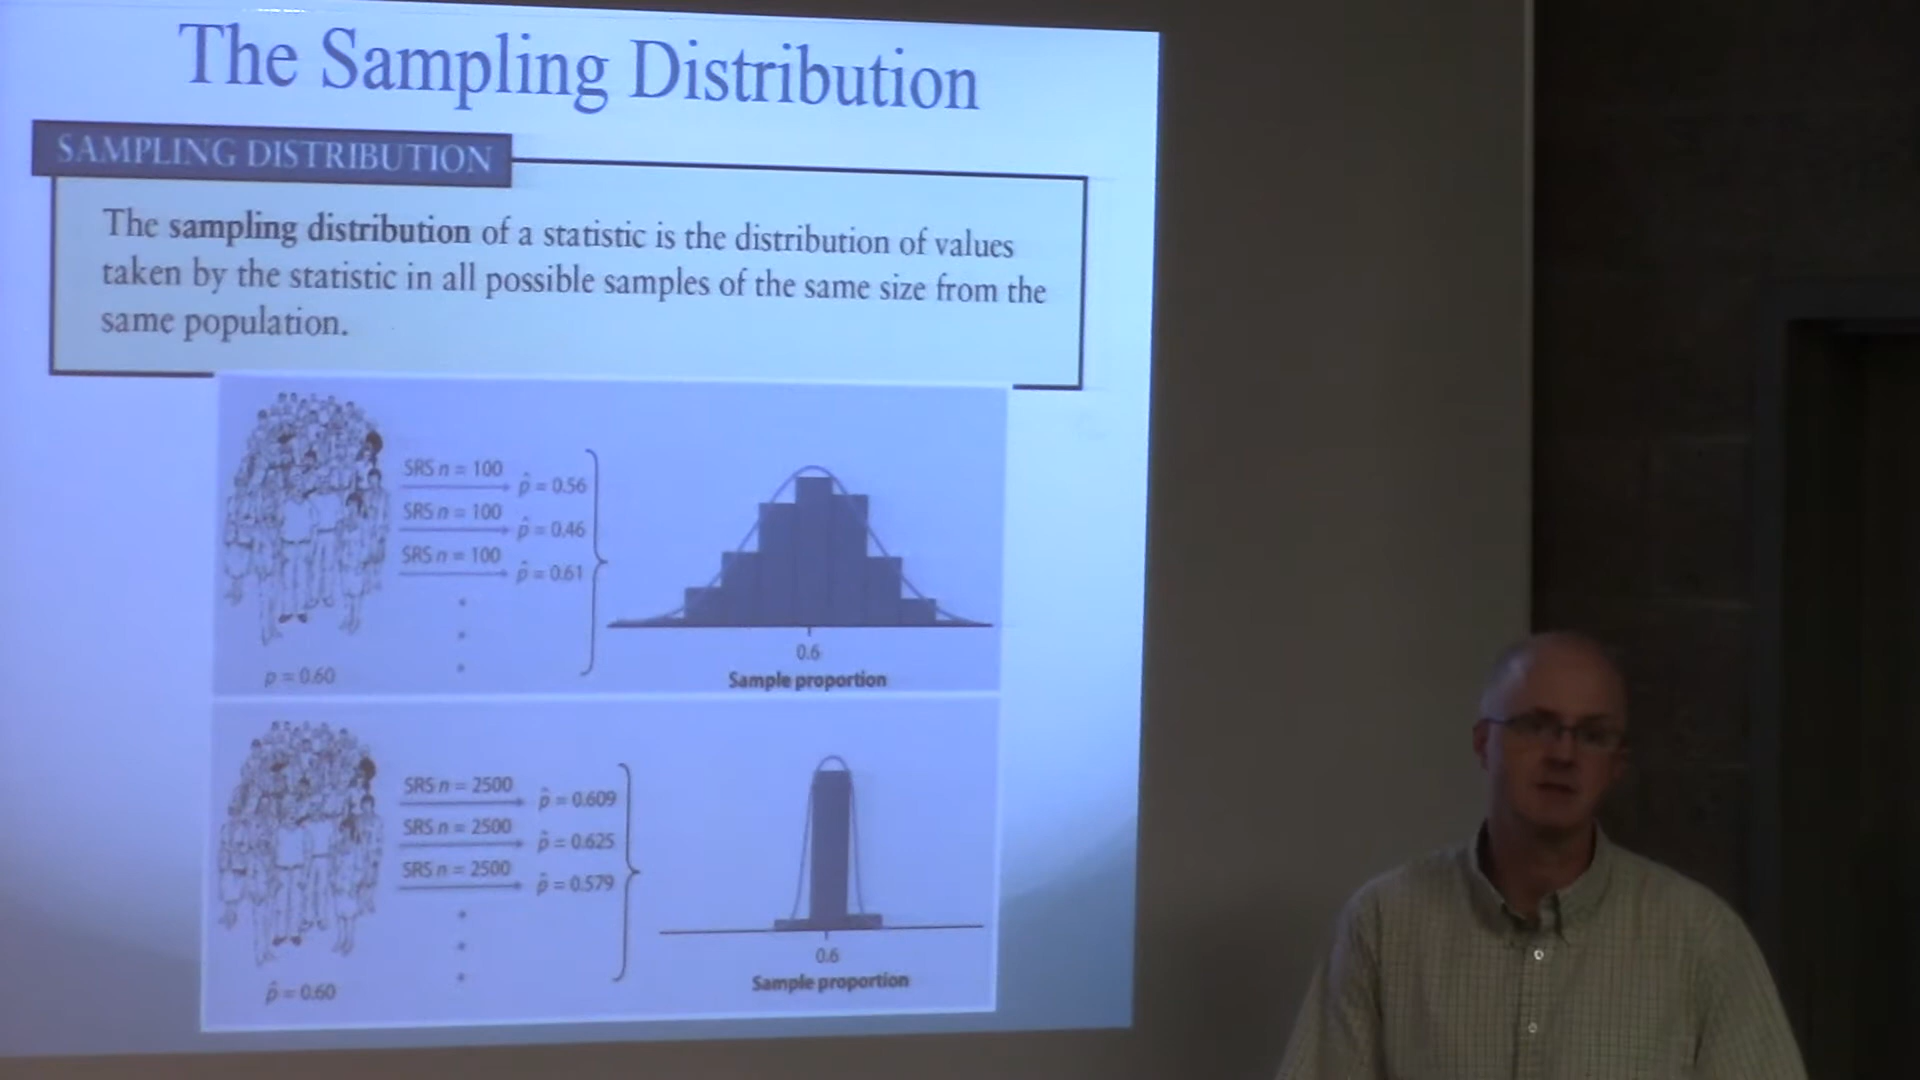 The Sampling Distribution
SAMPLING DISTRIBUTION
The sampling distribution of a statistic is the distribution of values
taken by the statistic in all possible samples of the same size from the
same population.
SRS n = 100
p̂ = 0.56
SRS n = 100
p̂ = 0.46
SRS n = 100
p̂ = 0.61
p = 0.60
0.6
Sample proportion
SRS n = 2500
p̂ = 0.609
SRS n = 2500
p̂ = 0.625
SRS n = 2500
p̂ = 0.579
p̂ = 0.60
0.6
Sample proportion